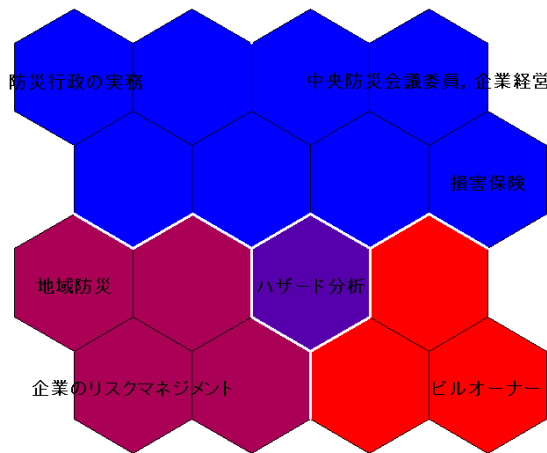 防災行政の実務
中央防災会議委員，企業経営
損害保険
地域防災
ハザード分析
企業のリスクマネジメント
ビルオーナー